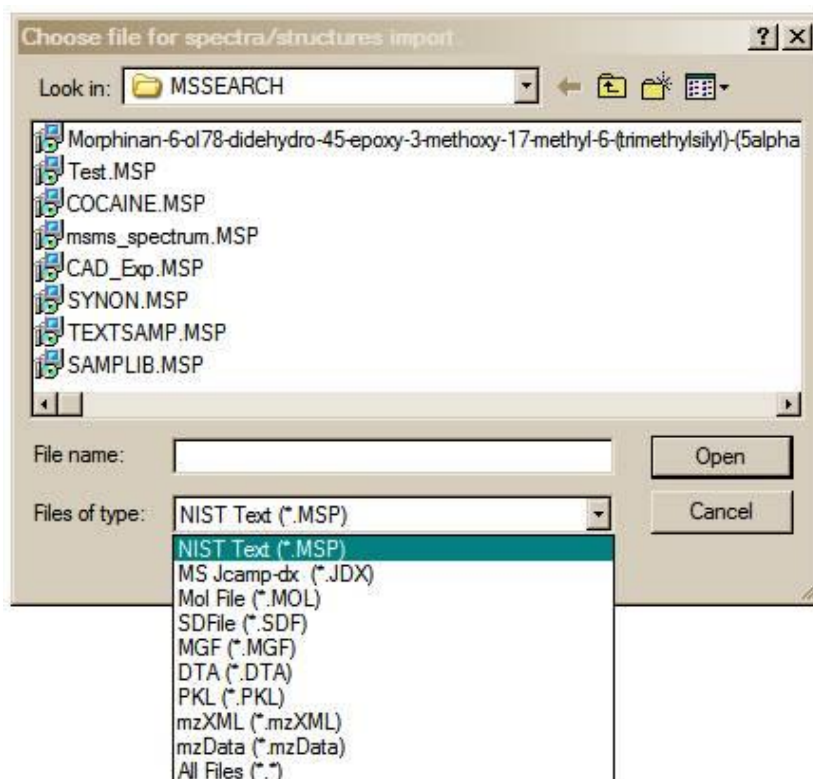 Choose file for spectra/structures import
Look in: MSSEARCH
Morphinan-6-ol78-didehydro-45-epoxy-3-methoxy-17-methyl-6-(trimethylsilyl)-(5alpha
Test.MSP
COCAINE.MSP
msms_spectrum.MSP
CAD_Exp.MSP
SYNON.MSP
TEXTSAMP.MSP
SAMPLIB.MSP
File name: Open
Files of type: NIST Text (*.MSP) Cancel
NIST Text (*.MSP)
MS Jcamp-dx (*.JDX)
Mol File (*.MOL)
SDFile (*.SDF)
MGF (*.MGF)
DTA (*.DTA)
PKL (*.PKL)
mzXML (*.mzXML)
mzData (*.mzData)
All Files (*.*)